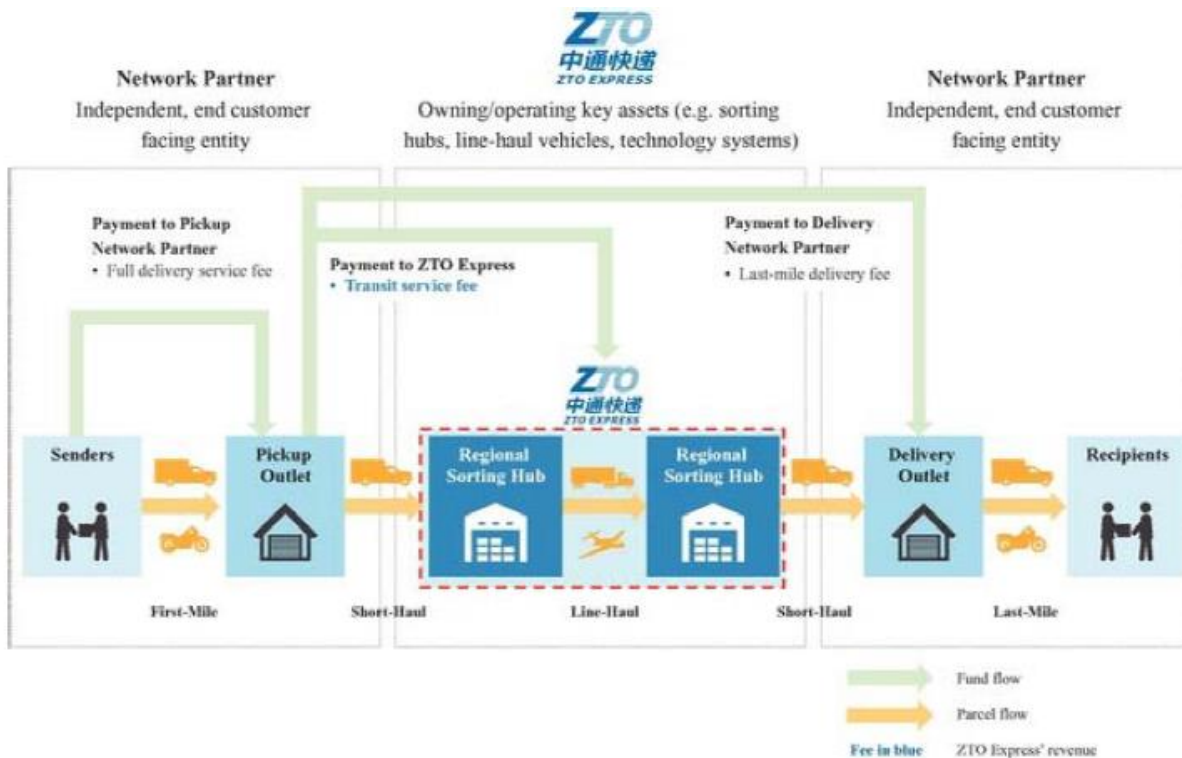 ZTO
中通快递
ZTO EXPRESS
Network Partner
Independent, end customer
facing entity
Owning/operating key assets (e.g. sorting
hubs, line-haul vehicles, technology systems)
Network Partner
Independent, end customer
facing entity
Payment to Pickup
Network Partner
• Full delivery service fee
Payment to ZTO Express
• Transit service fee
Payment to Delivery
Network Partner
• Last-mile delivery fee
ZTO
中通快递
ZTO EXPRESS
Senders
Pickup
Outlet
Regional
Sorting Hub
Regional
Sorting Hub
Delivery
Outlet
Recipients
First-Mile
Short-Haul
Line-Haul
Short-Haul
Last-Mile
Fund flow
Parcel flow
Fee in blue
ZTO Express' revenue